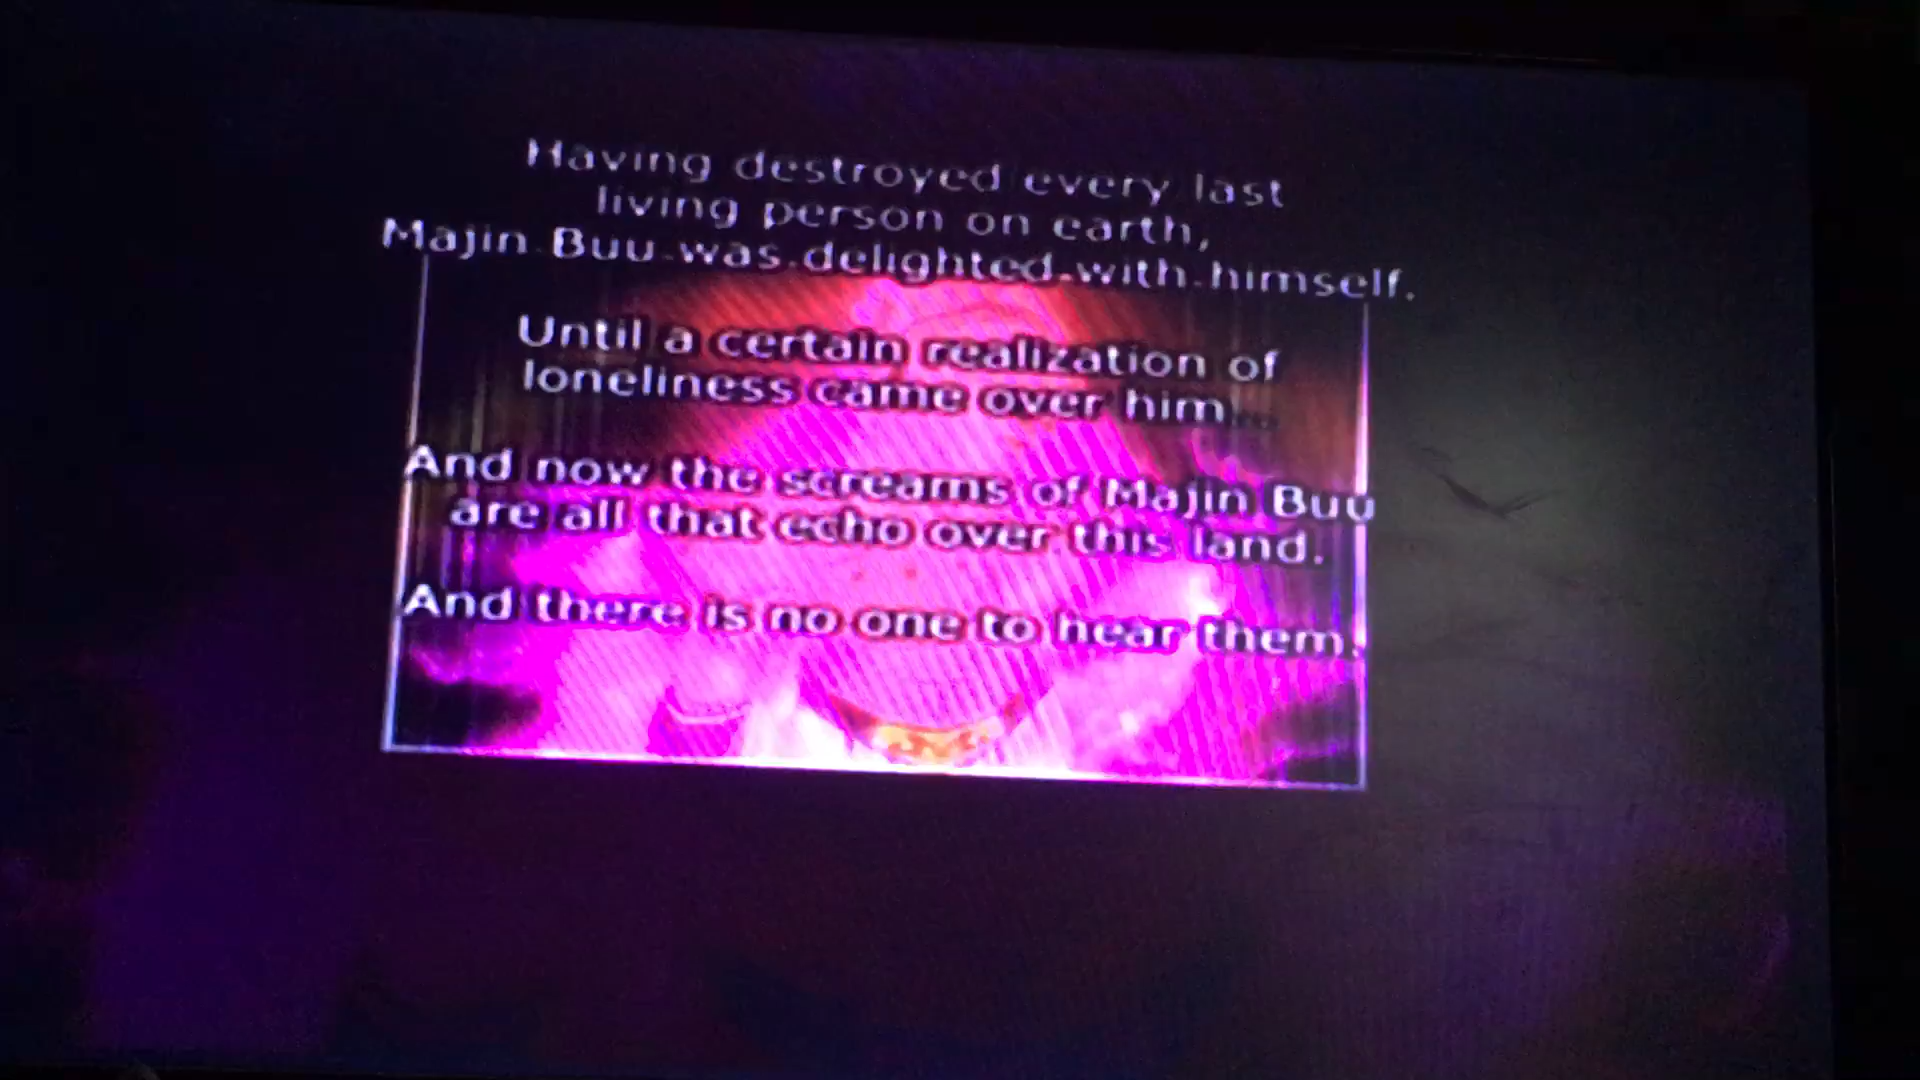 Having destroyed every last
living person on earth,
Majin Buu was delighted with himself.
Until a certain realization of
loneliness came over him...
And now the screams of Majin Buu
are all that echo over this land.
And there is no one to hear them.